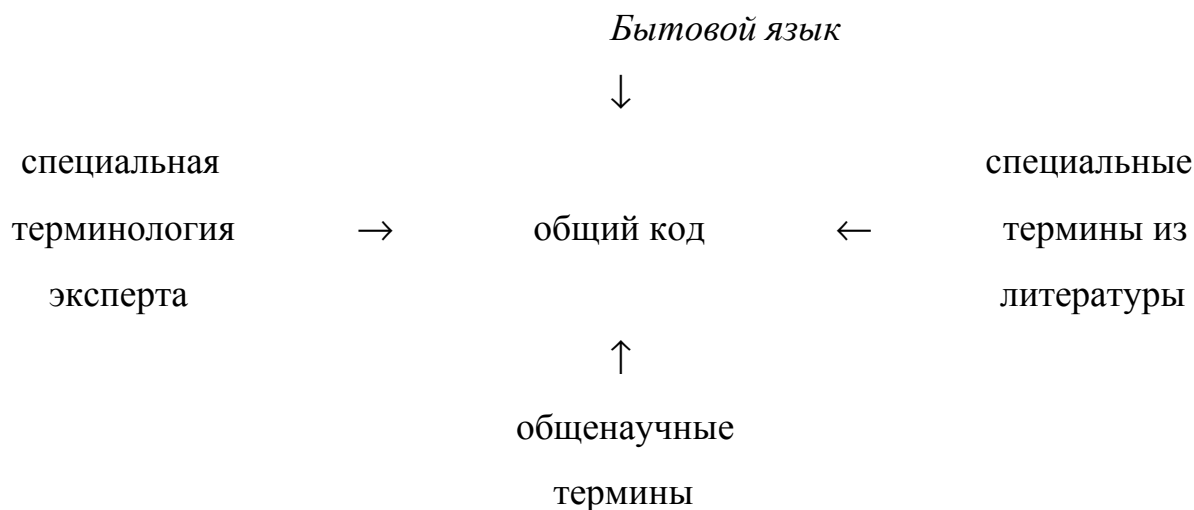 Бытовой язык
↓
специальная специальные
терминология → общий код ← термины из
эксперта литературы
↑
общенаучные
термины